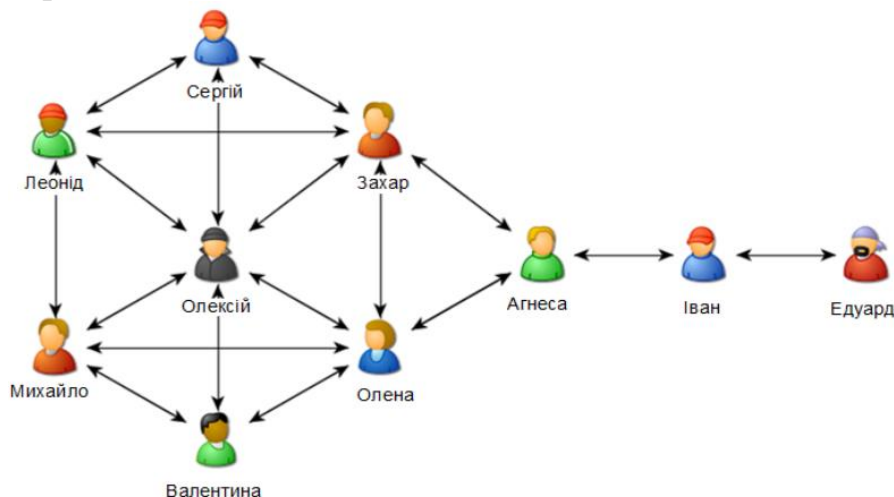 Сергій
Леонід
Захар
Олексій
Агнеса
Іван
Едуард
Михайло
Олена
Валентина